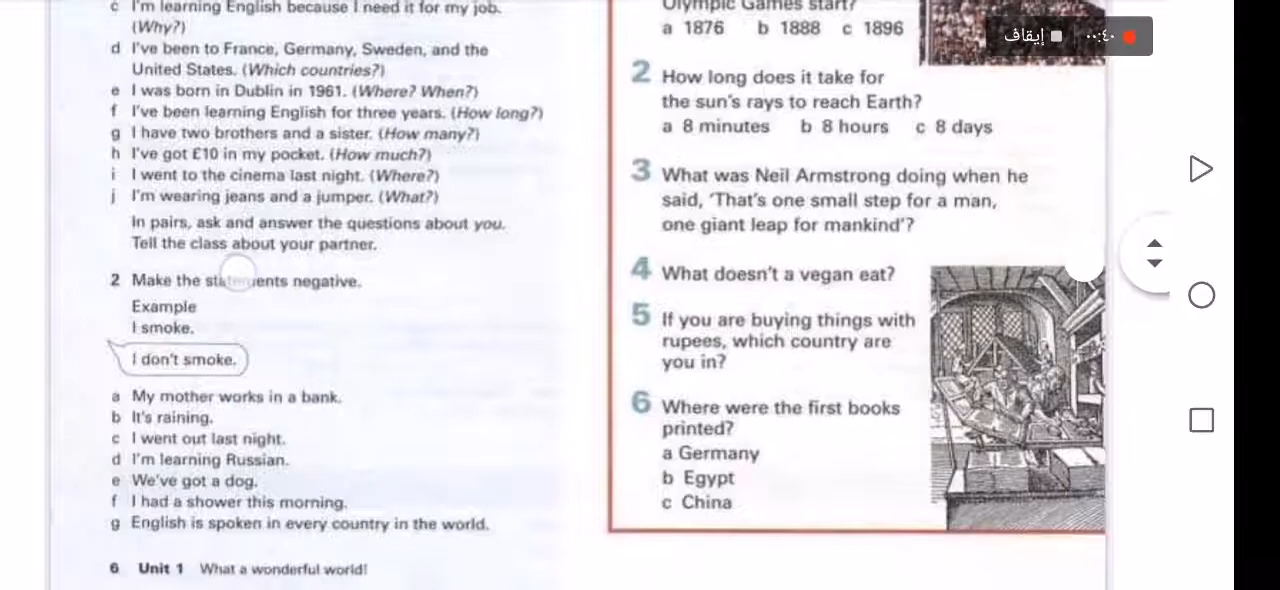 c I'm learning English because I need it for my job.
(Why?)
d I've been to France, Germany, Sweden, and the
United States. (Which countries?)
e I was born in Dublin in 1961. (Where? When?)
f I've been learning English for three years. (How long?)
g I have two brothers and a sister. (How many?)
h I've got £10 in my pocket. (How much?)
i I went to the cinema last night. (Where?)
j I'm wearing jeans and a jumper. (What?)
In pairs, ask and answer the questions about you.
Tell the class about your partner.
2 Make the statements negative.
Example
I smoke.
I don't smoke.
a My mother works in a bank.
b It's raining.
c I went out last night.
d I'm learning Russian.
e We've got a dog.
f I had a shower this morning.
g English is spoken in every country in the world.
6 Unit 1 What a wonderful world!
Olympic Games start?
a 1876 b 1888 c 1896
2 How long does it take for
the sun's rays to reach Earth?
a 8 minutes b 8 hours c 8 days
3 What was Neil Armstrong doing when he
said, 'That's one small step for a man,
one giant leap for mankind'?
4 What doesn't a vegan eat?
5 If you are buying things with
rupees, which country are
you in?
6 Where were the first books
printed?
a Germany
b Egypt
c China
إيقاف ٠٠:٤٠